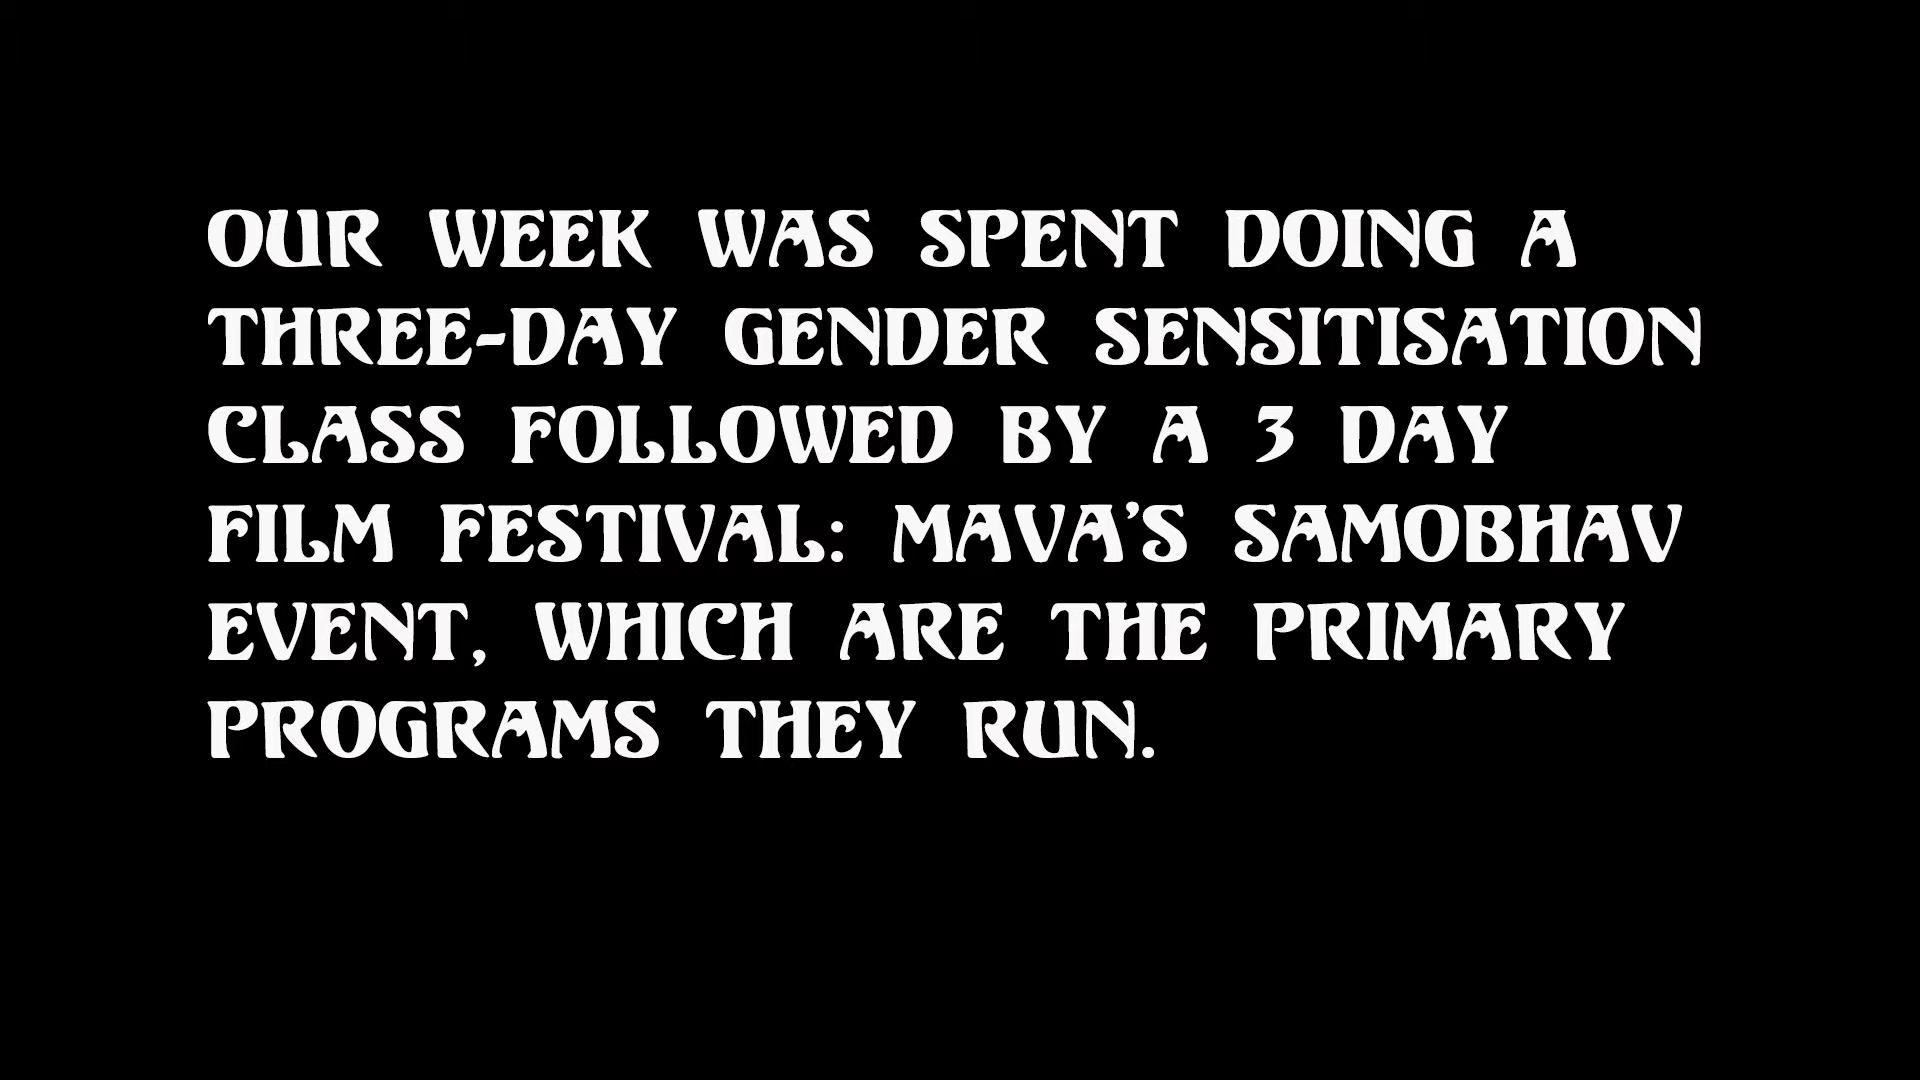 OUR WEEK WAS SPENT DOING A
THREE-DAY GENDER SENSITISATION
CLASS FOLLOWED BY A 3 DAY
FILM FESTIVAL: MAVA'S SAMOBHAV
EVENT, WHICH ARE THE PRIMARY
PROGRAMS THEY RUN.